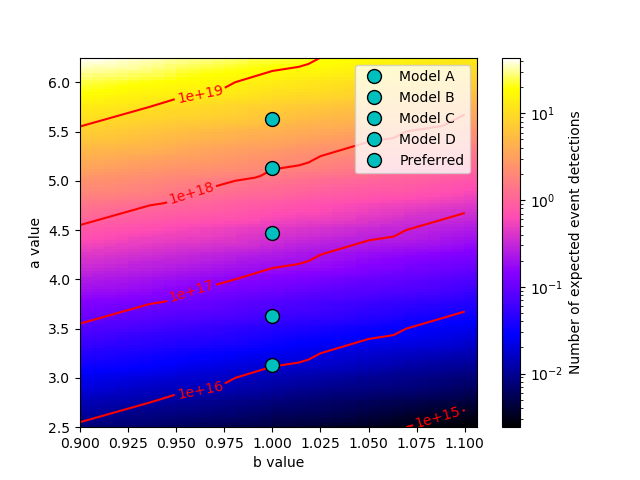 Model A
Model B
Model C
Model D
Preferred
1e+19
1e+18
1e+17
1e+16
1e+15
6.0
5.5
5.0
4.5
4.0
3.5
3.0
2.5
a value
0.900 0.925 0.950 0.975 1.000 1.025 1.050 1.075 1.100
b value
10¹
10⁰
10⁻¹
10⁻²
Number of expected event detections